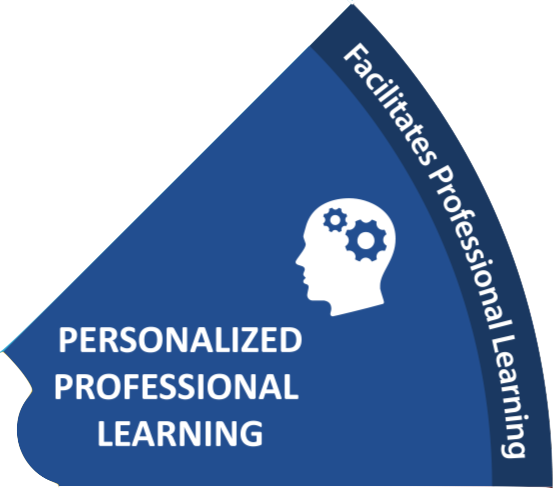 Facilitates Professional Learning
PERSONALIZED
PROFESSIONAL
LEARNING